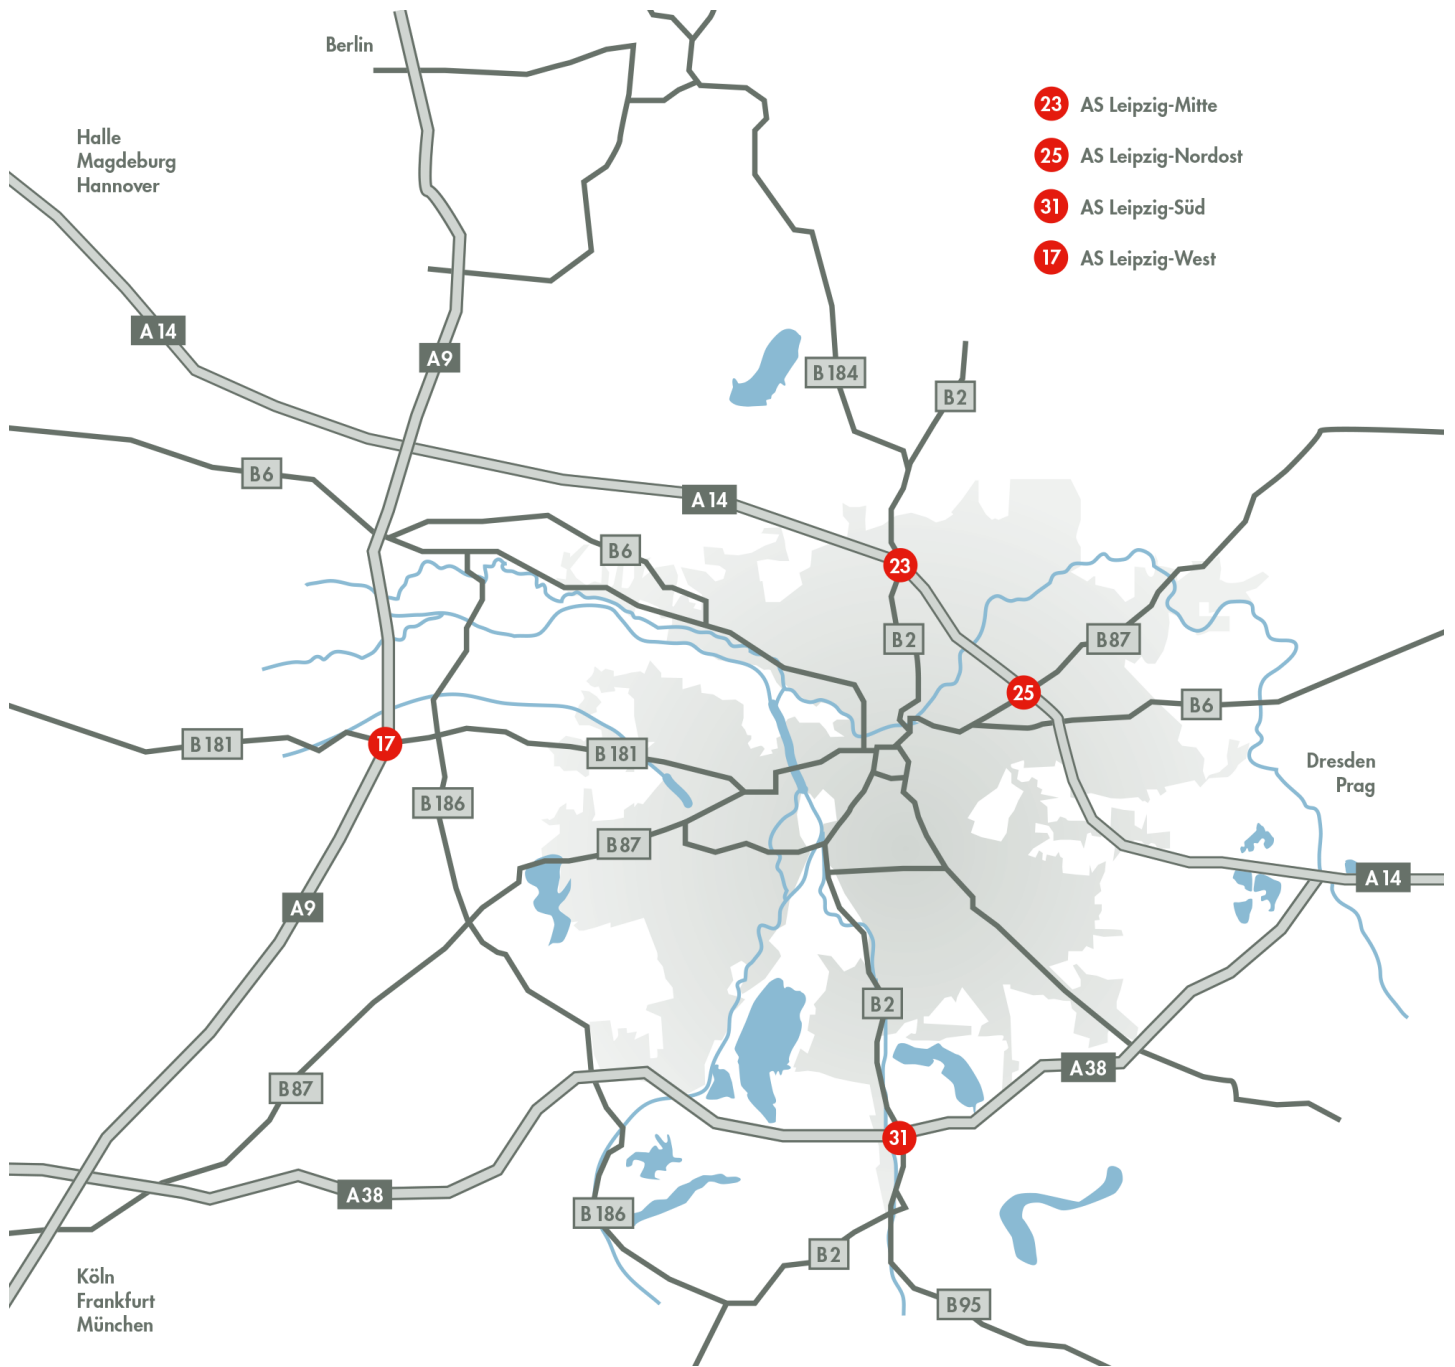 Berlin
Halle
Magdeburg
Hannover
23 AS Leipzig-Mitte
25 AS Leipzig-Nordost
31 AS Leipzig-Süd
17 AS Leipzig-West
A 14
A9
B 184
B2
B6
A 14
B6
23
B2
B87
25
B6
B 181
17
B 181
Dresden
Prag
B 186
B87
A 14
A9
B2
A38
B87
31
A38
B 186
B2
Köln
Frankfurt
München
B95